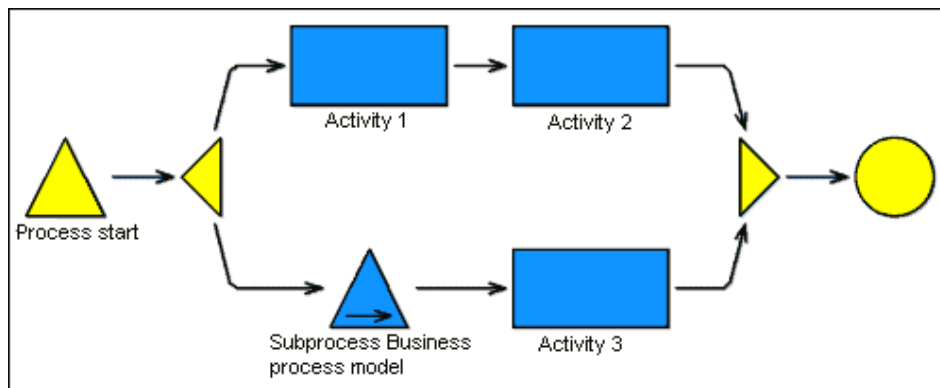 Activity 1
Activity 2
Process start
Subprocess Business
process model
Activity 3